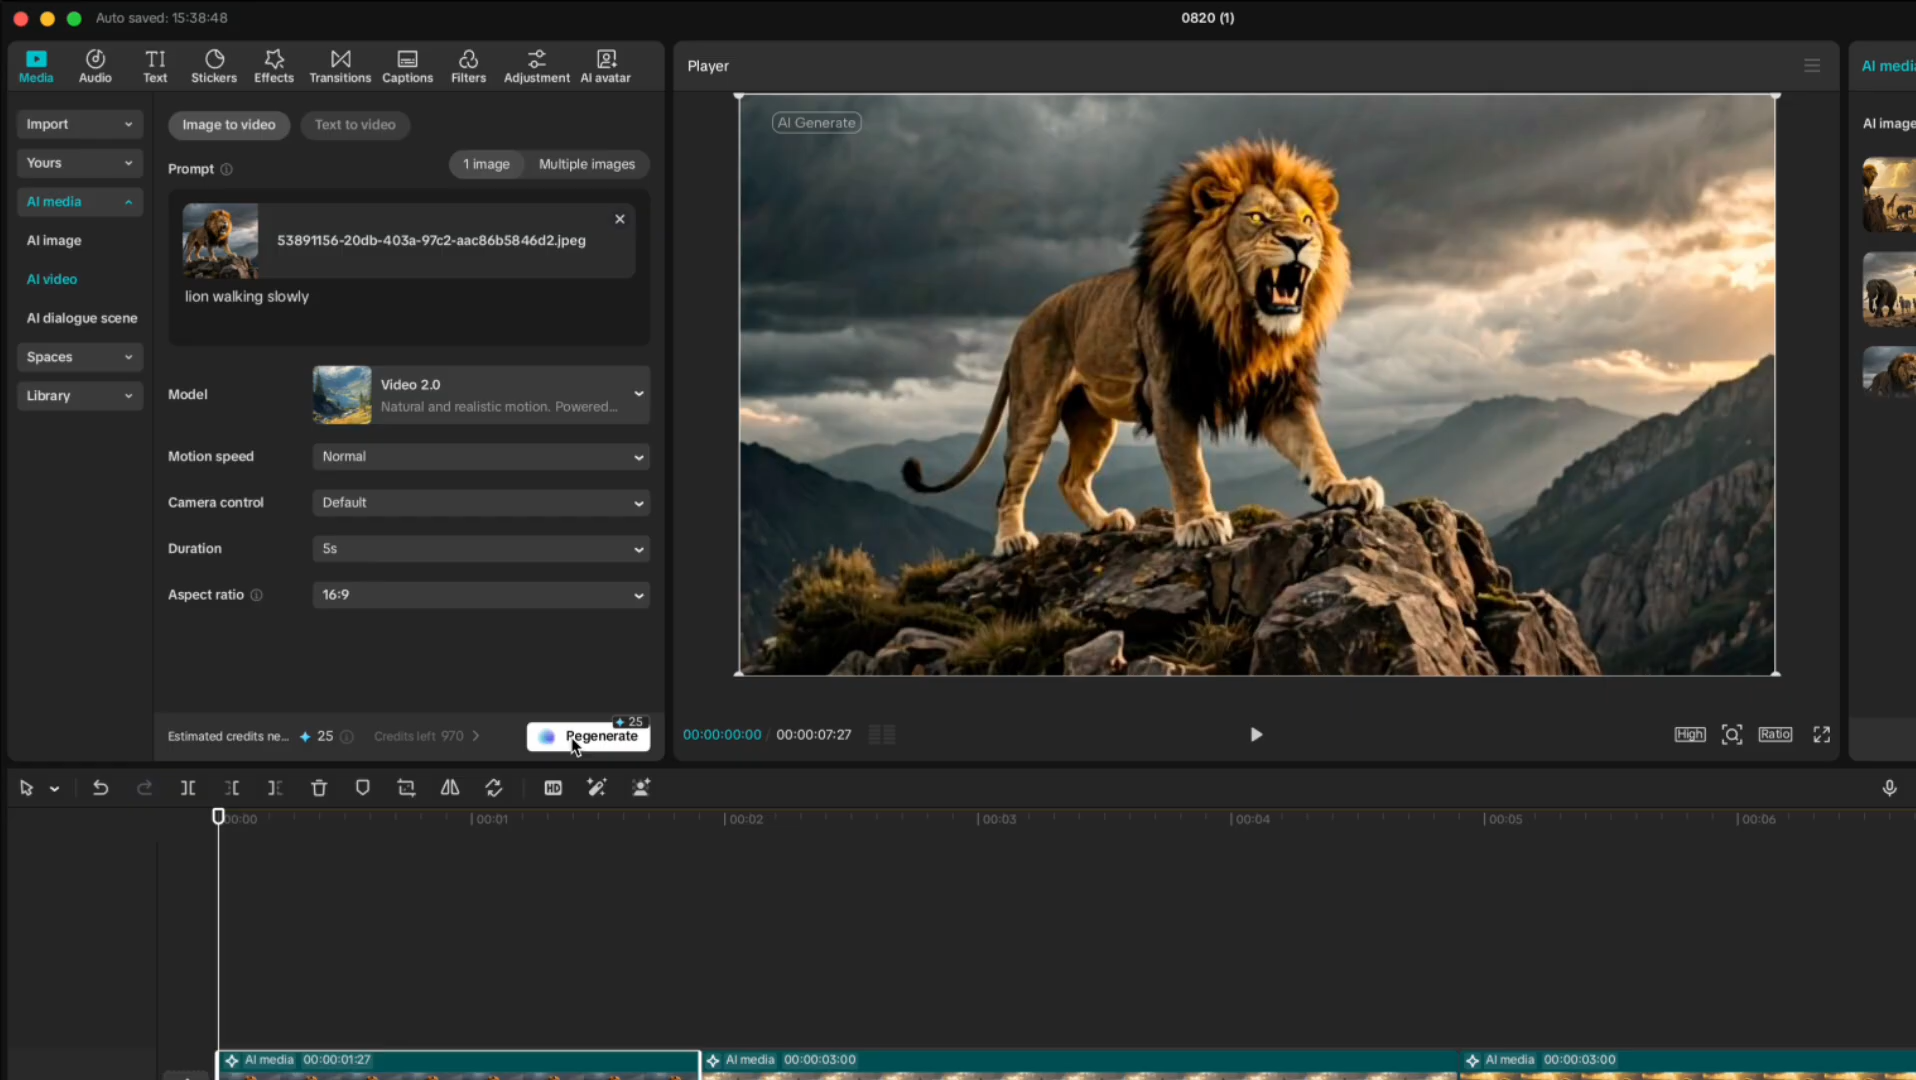 Auto saved: 15:38:48
0820 (1)
Media
Audio
TI
Text
Stickers
Effects
Transitions
Captions
Filters
Adjustment
AI avatar
Player
Import
Yours
AI media
AI image
AI video
AI dialogue scene
Spaces
Library
Image to video
Text to video
Prompt
1 image
Multiple images
53891156-20db-403a-97c2-aac86b5846d2.jpeg
lion walking slowly
Model
Video 2.0
Natural and realistic motion. Powered...
Motion speed
Normal
Camera control
Default
Duration
5s
Aspect ratio
16:9
Estimated credits ne...
25
Credits left 970
25
Regenerate
AI Generate
00:00:00:00 / 00:00:07:27
High
Ratio
AI image
HD
00:00
00:01
00:02
00:03
00:04
00:05
00:06
AI media 00:00:01:27
AI media 00:00:03:00
AI media 00:00:03:00